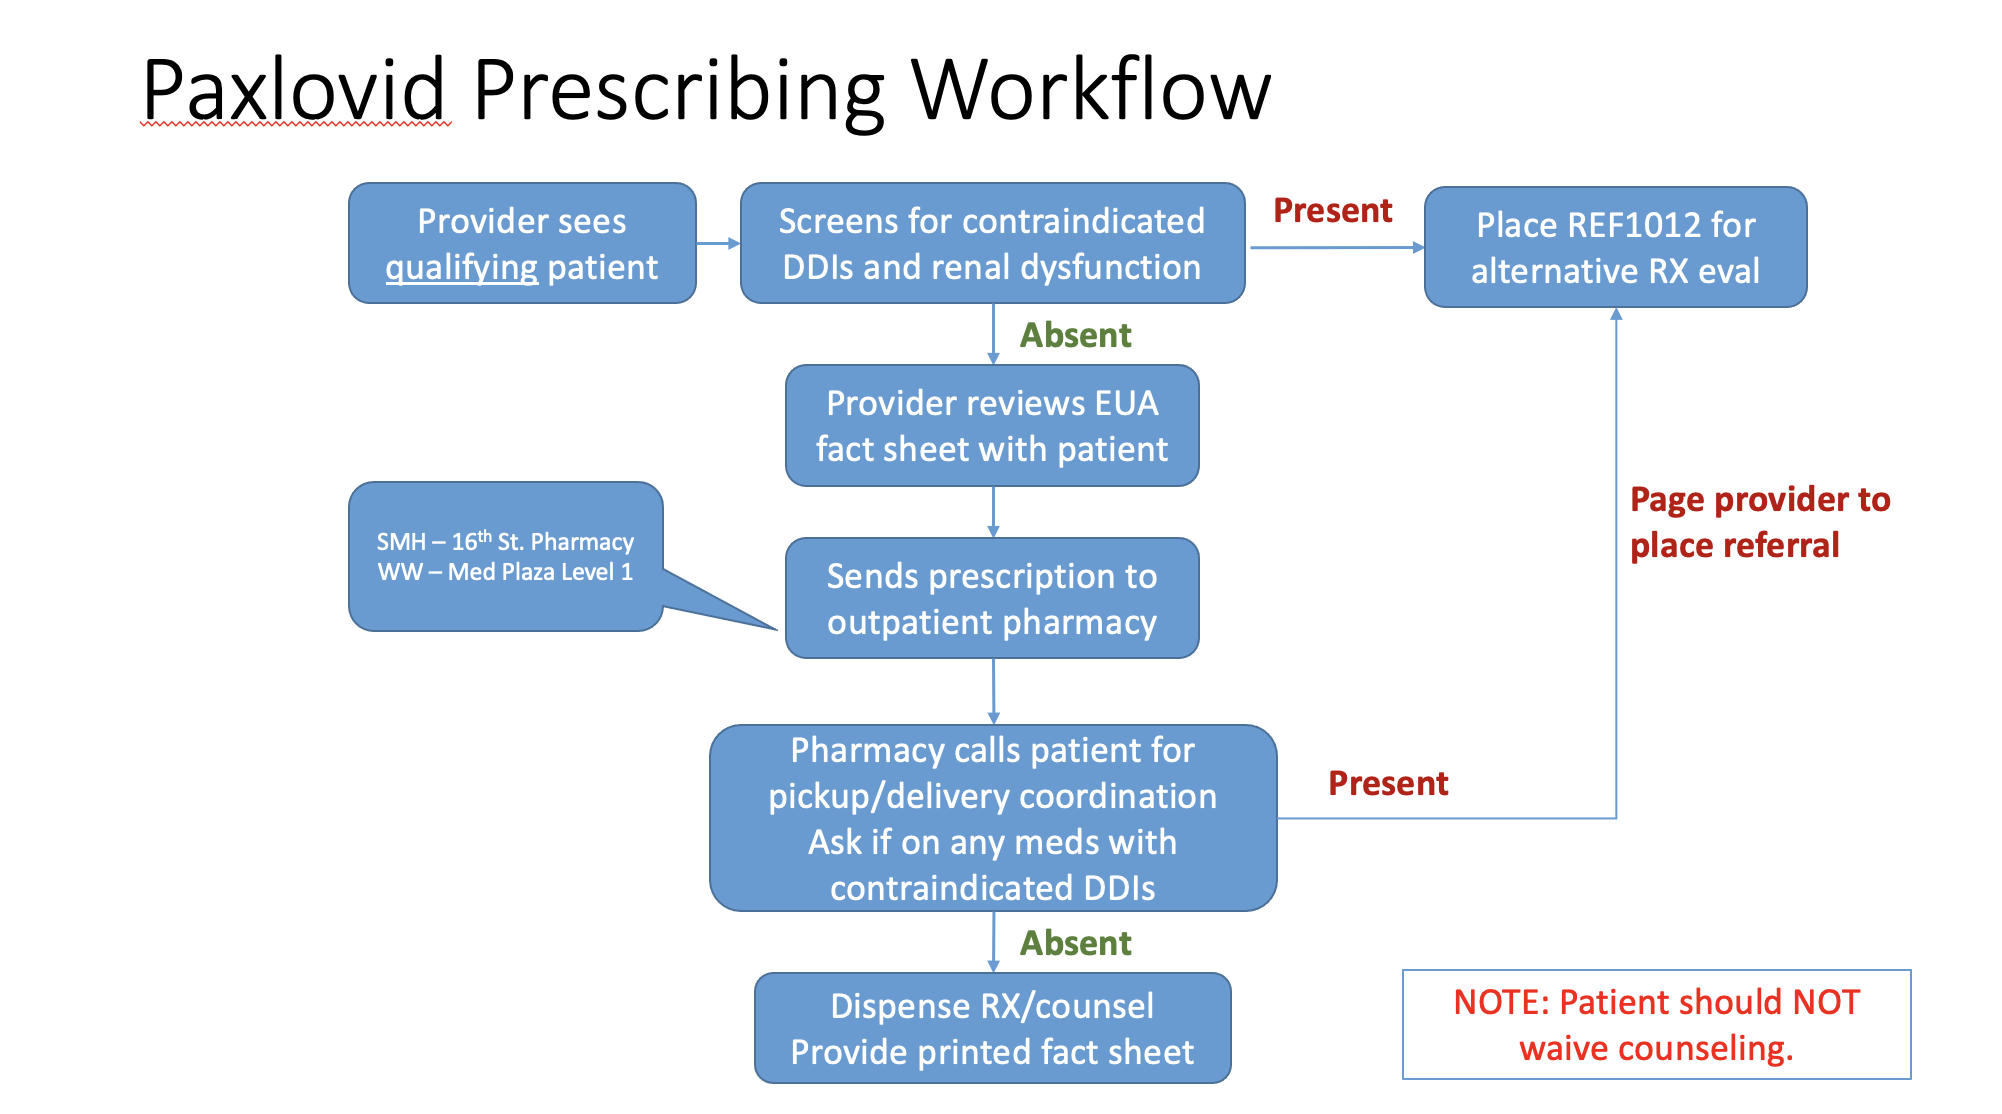 Paxlovid Prescribing Workflow
Provider sees
qualifying patient
Screens for contraindicated
DDIs and renal dysfunction
Present
Place REF1012 for
alternative RX eval
Absent
Provider reviews EUA
fact sheet with patient
SMH – 16th St. Pharmacy
WW – Med Plaza Level 1
Sends prescription to
outpatient pharmacy
Page provider to
place referral
Pharmacy calls patient for
pickup/delivery coordination
Ask if on any meds with
contraindicated DDIs
Present
Absent
Dispense RX/counsel
Provide printed fact sheet
NOTE: Patient should NOT
waive counseling.